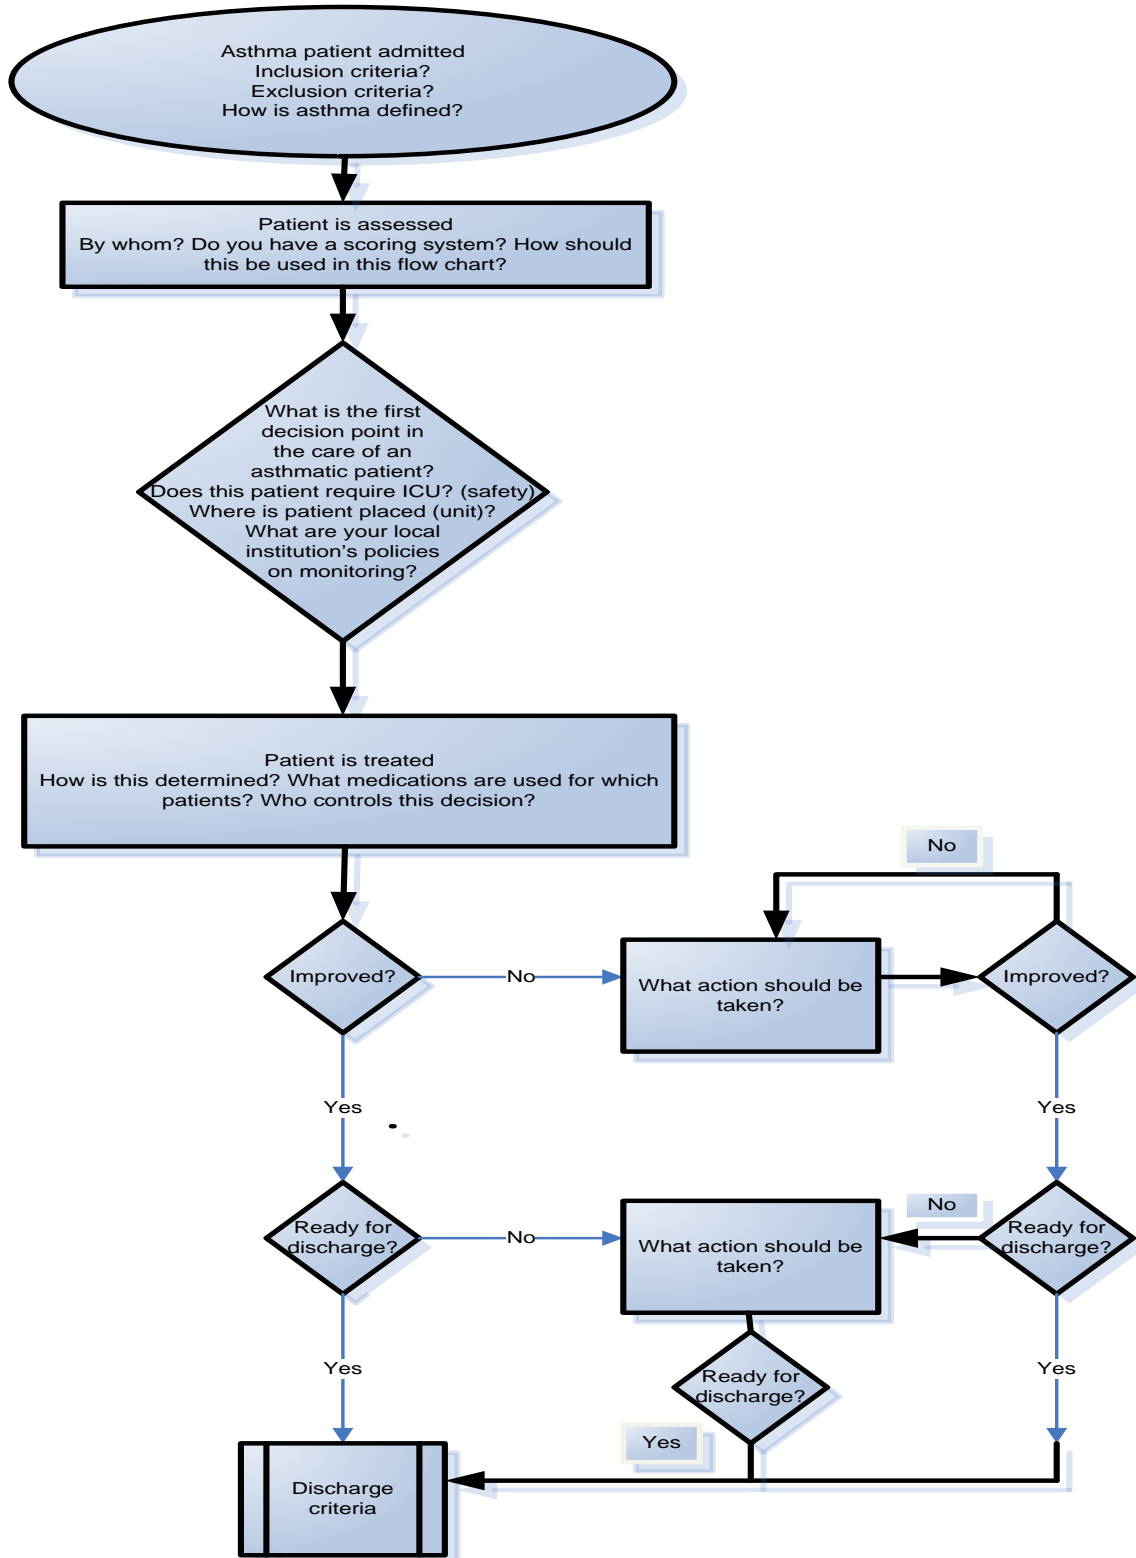 Asthma patient admitted
Inclusion criteria?
Exclusion criteria?
How is asthma defined?
Patient is assessed
By whom? Do you have a scoring system? How should
this be used in this flow chart?
What is the first
decision point in
the care of an
asthmatic patient?
Does this patient require ICU? (safety)
Where is patient placed (unit)?
What are your local
institution’s policies
on monitoring?
Patient is treated
How is this determined? What medications are used for which
patients? Who controls this decision?
No
Improved?
No
What action should be
taken?
Improved?
Yes
Yes
Ready for
discharge?
No
What action should be
taken?
No
Ready for
discharge?
Yes
Ready for
discharge?
Yes
Yes
Discharge
criteria